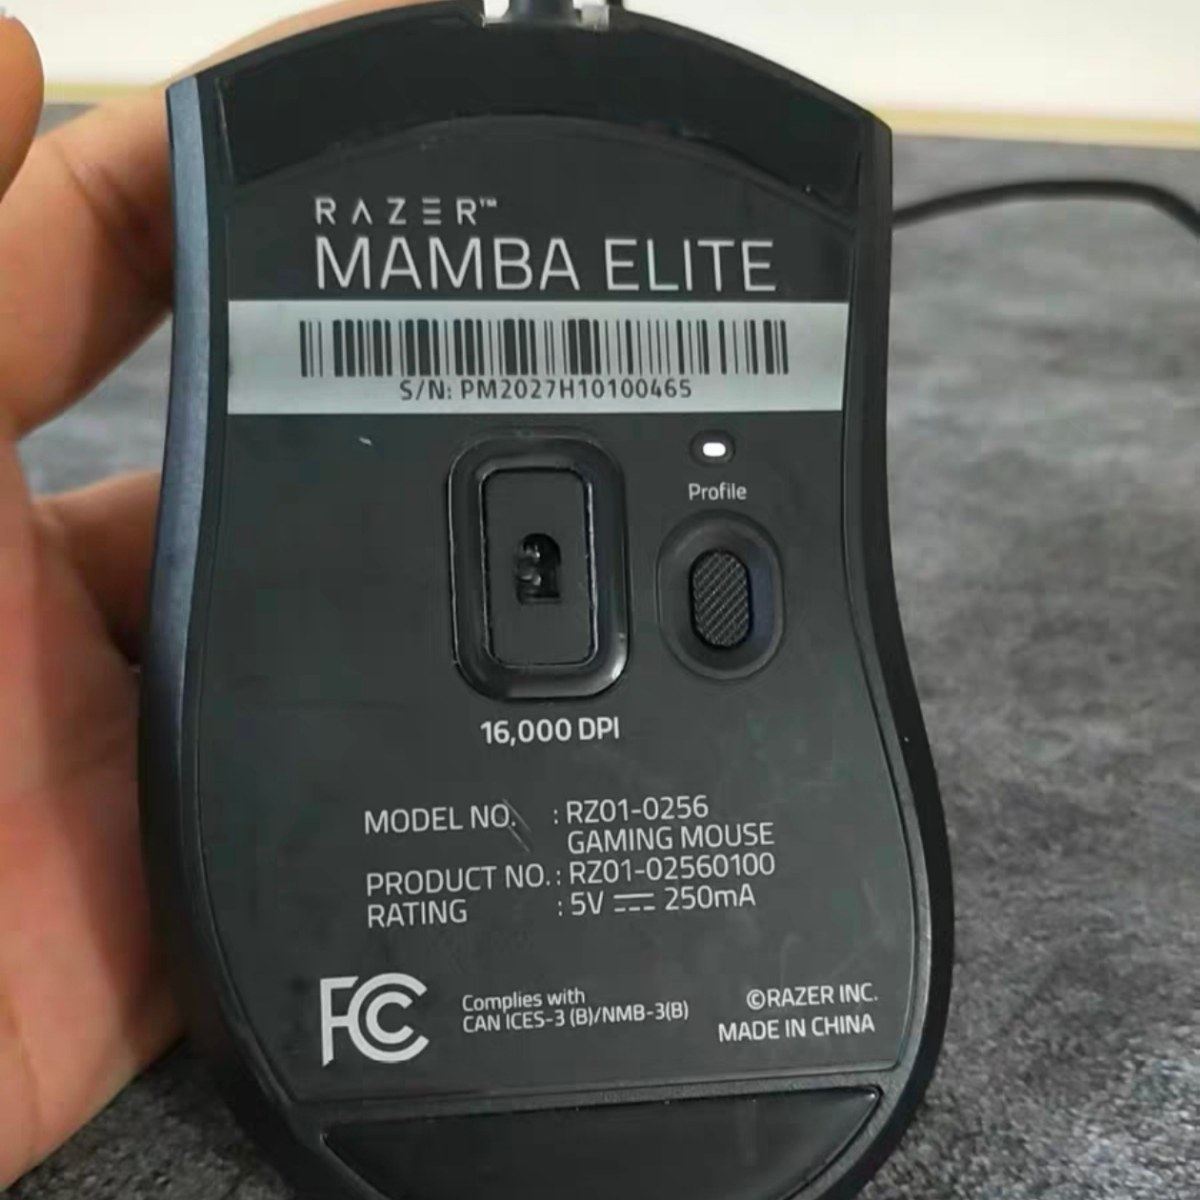 RAZER™
MAMBA ELITE
S/N: PM2027H10100465
Profile
16,000 DPI
MODEL NO. : RZ01-0256
GAMING MOUSE
PRODUCT NO. : RZ01-02560100
RATING : 5V ⎓ 250mA
FC
Complies with
CAN ICES-3 (B)/NMB-3(B)
©RAZER INC.
MADE IN CHINA